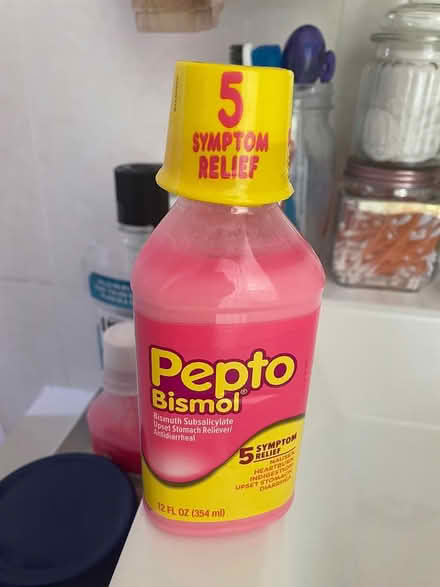 5
SYMPTOM
RELIEF
Pepto
Bismol®
Bismuth Subsalicylate
Upset Stomach Reliever/
Antidiarrheal
5 SYMPTOM
RELIEF
NAUSEA,
HEARTBURN,
INDIGESTION,
UPSET STOMACH,
DIARRHEA
12 FL OZ (354 ml)